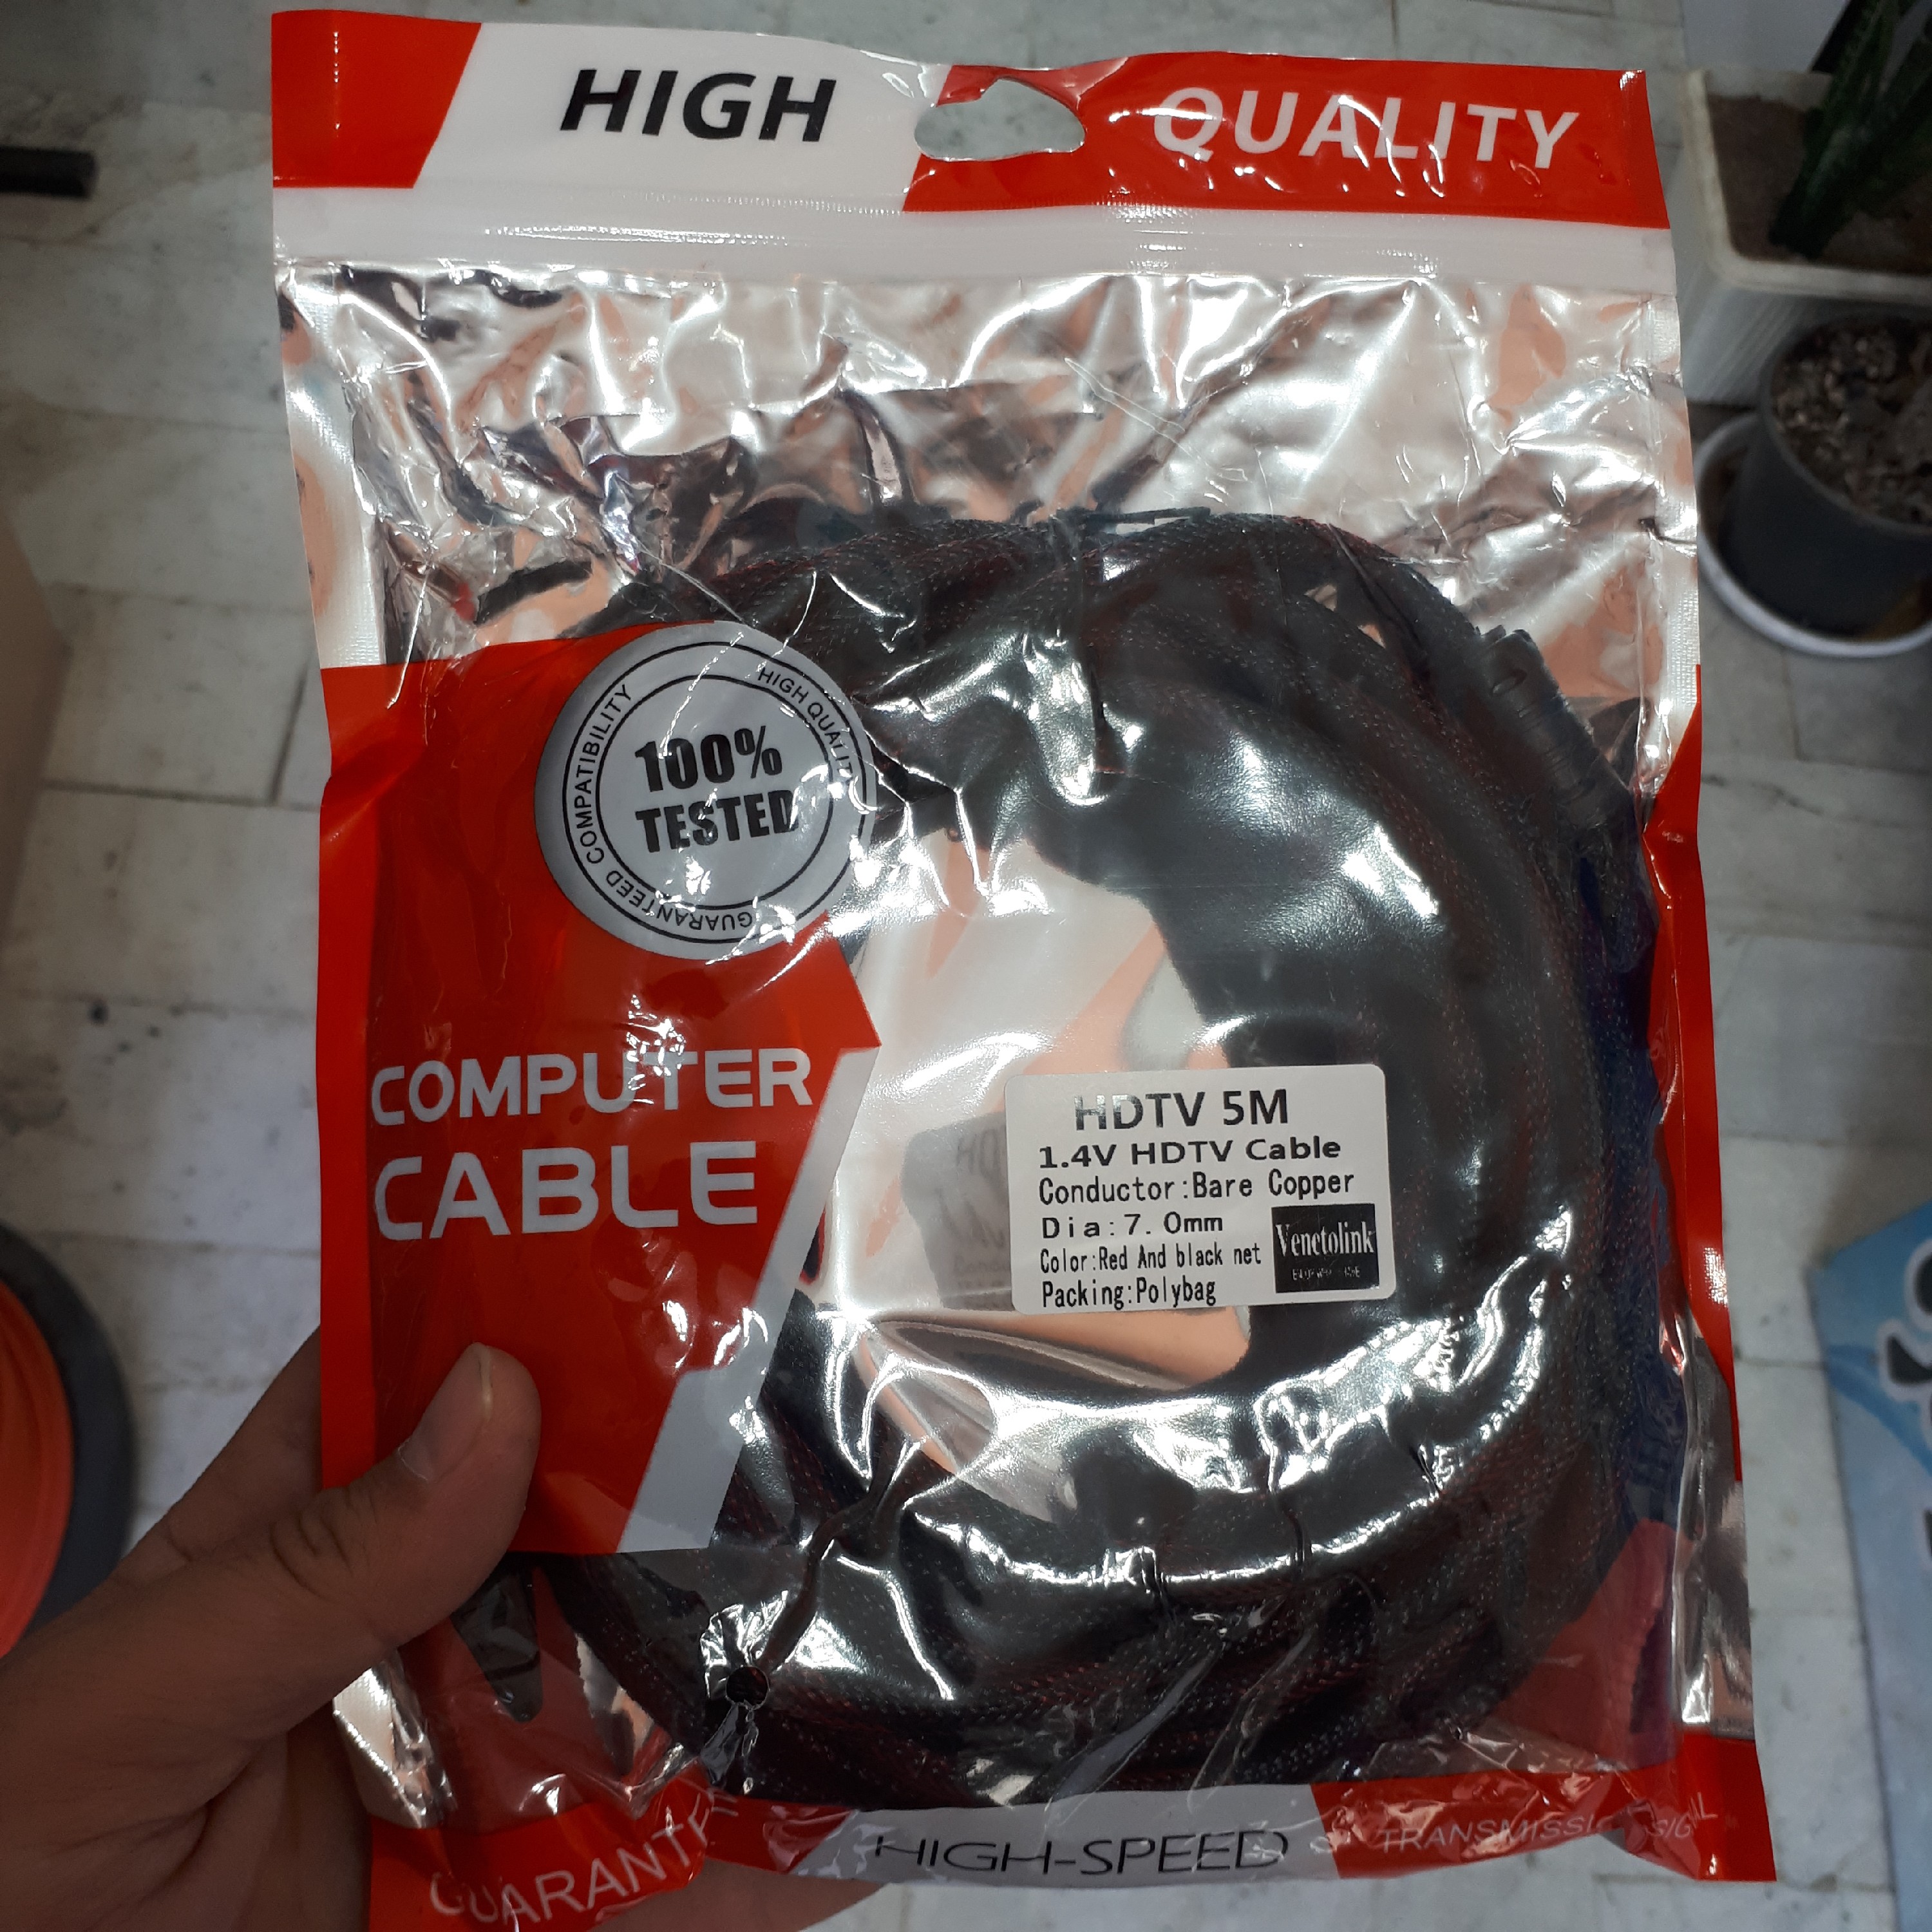 HIGH QUALITY
HIGH QUALITY
GUARANTEED COMPATIBILITY
100%
TESTED
COMPUTER
CABLE
HDTV 5M
1.4V HDTV Cable
Conductor:Bare Copper
Dia:7.0mm
Color:Red And black net
Packing:Polybag
Venetolink
HIGH-SPEED